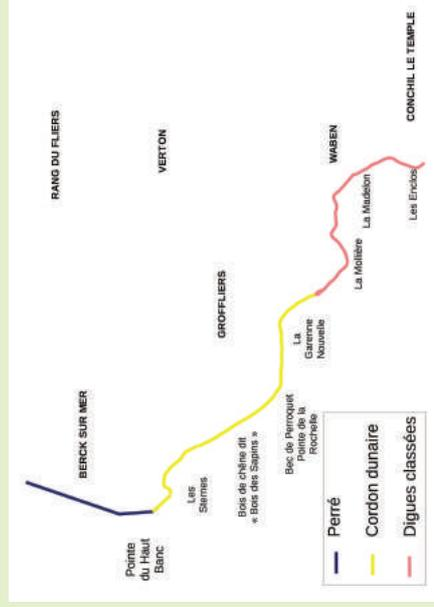 RANG DU FLIERS
VERTON
WABEN
CONCHIL LE TEMPLE
GROFFLIERS
BERCK SUR MER
La Madelon
Les Enclos
La Mollière
La
Garenne
Nouvelle
Bec de Perroquet
Pointe de la
Rochelle
Bois de chêne dit
« Bois des Sapins »
Les
Sternes
Pointe
du Haut
Banc
Perré
Cordon dunaire
Digues classées